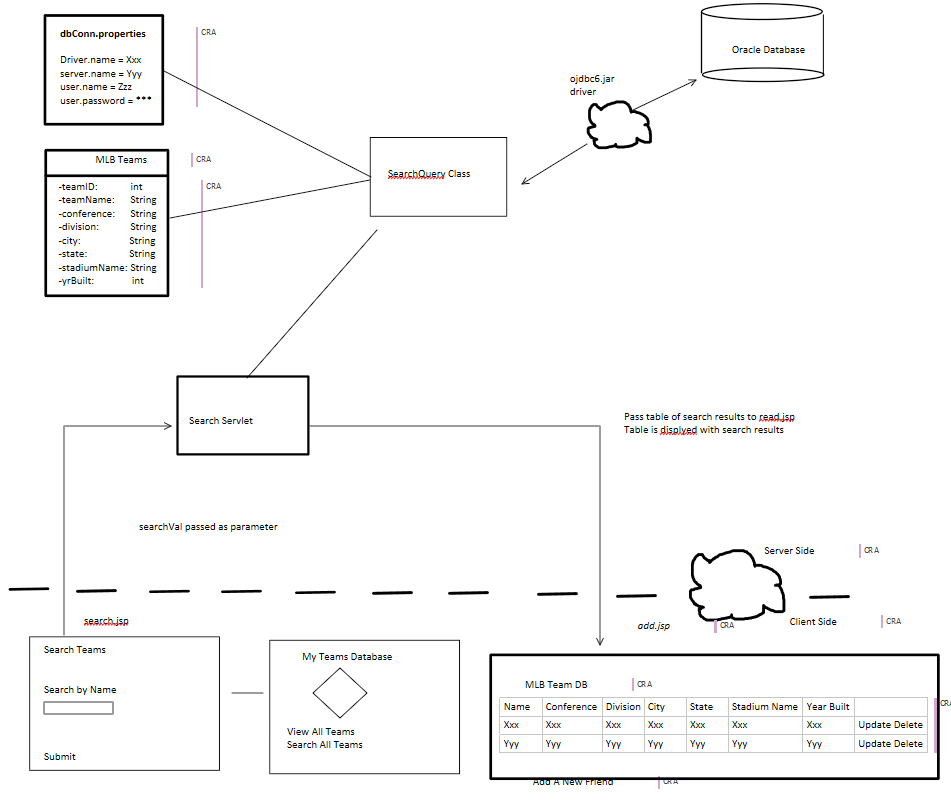 dbConn.properties
CRA
Driver.name = Xxx
server.name = Yyy
user.name = Zzz
user.password = ***
Oracle Database
ojdbc6.jar
driver
MLB Teams
CRA
CRA
-teamID: int
-teamName: String
-conference: String
-division: String
-city: String
-state: String
-stadiumName: String
-yrBuilt: int
SearchQuery Class
Search Servlet
Pass table of search results to read.jsp
Table is displyed with search results
searchVal passed as parameter
Server Side
CRA
Client Side
CRA
search.jsp
add.jsp
CRA
Search Teams
Search by Name
Submit
My Teams Database
View All Teams
Search All Teams
MLB Team DB
CRA
CRA
Name Conference Division City State Stadium Name Year Built
Xxx Xxx Xxx Xxx Xxx Xxx Xxx Update Delete
Yyy Yyy Yyy Yyy Yyy Yyy Yyy Update Delete
Add A New Friend
CRA